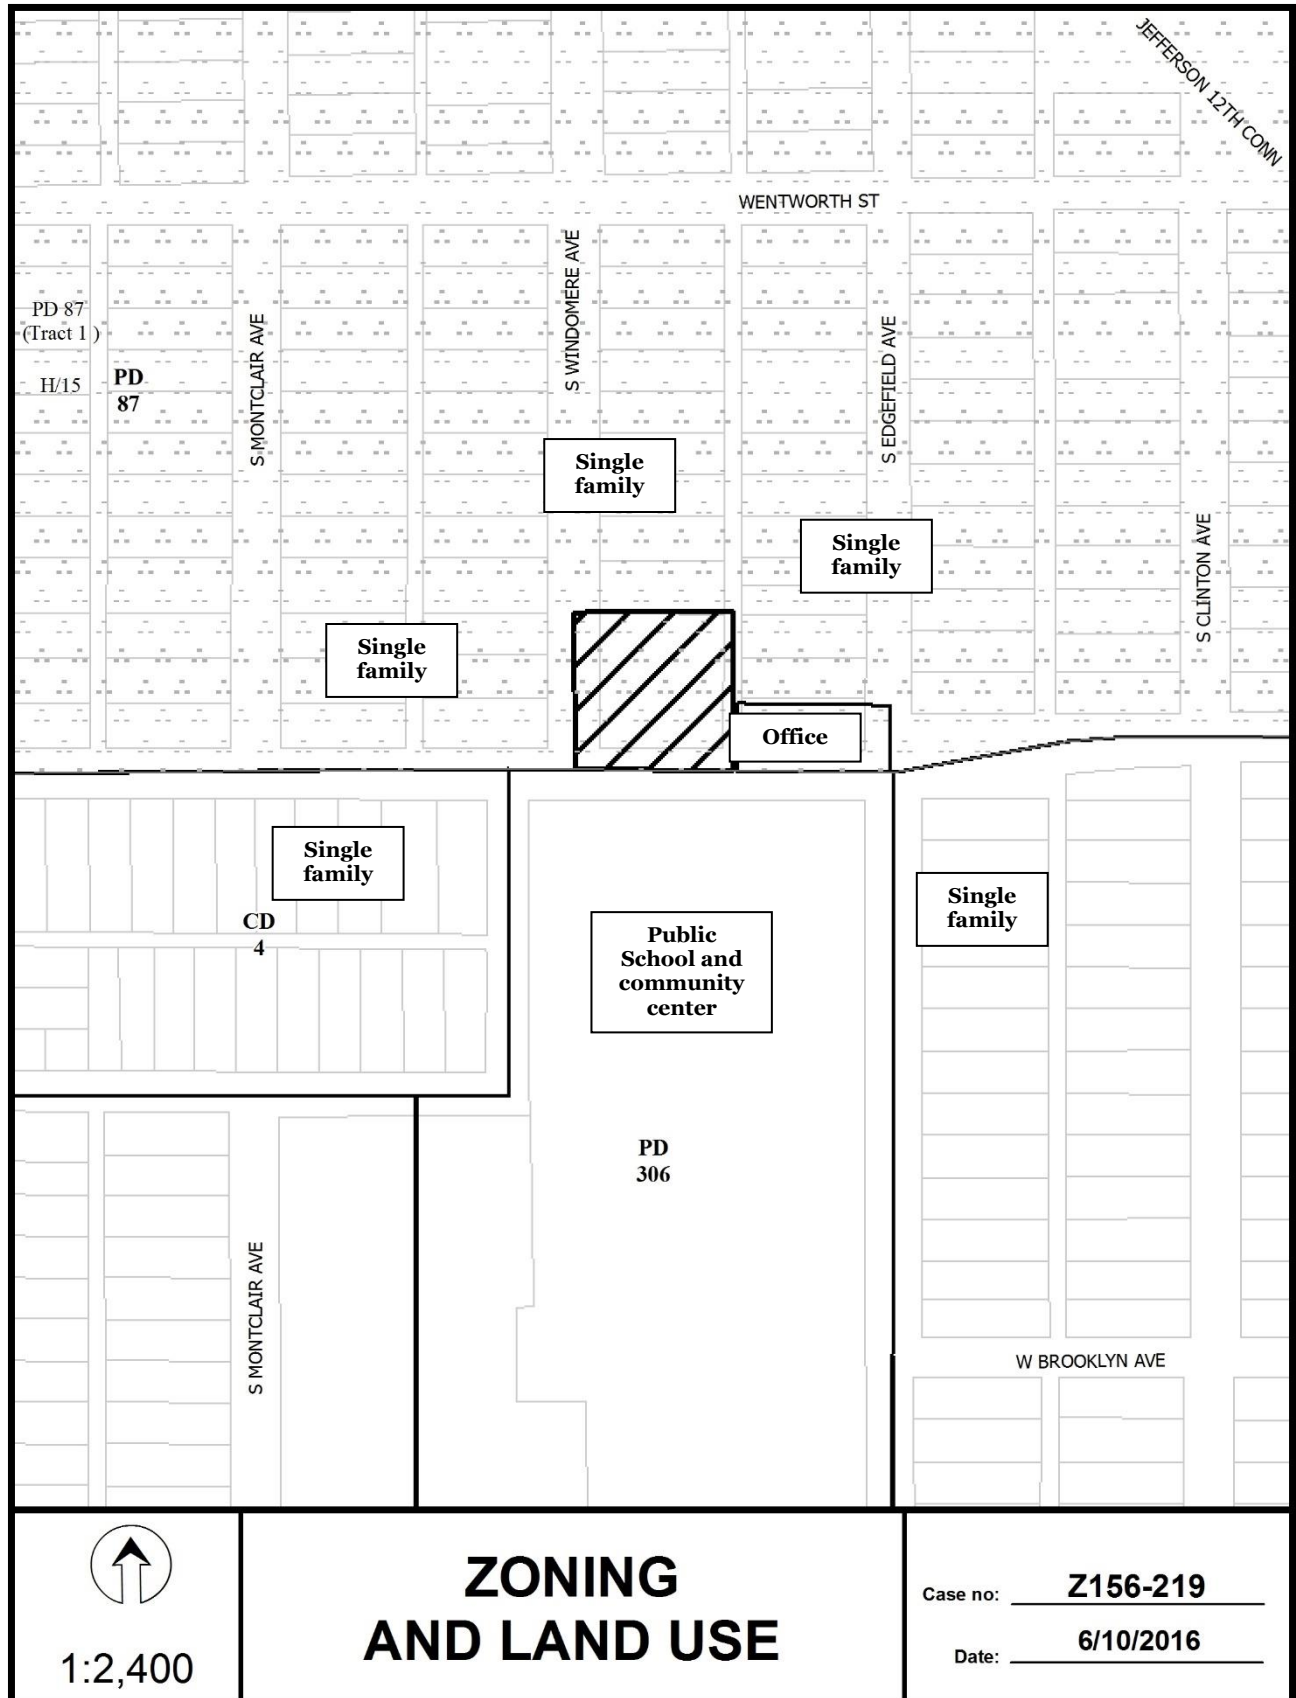 JEFFERSON 12TH CONN
WENTWORTH ST
S WINDOMERE AVE
PD 87
(Tract 1 )
S MONTCLAIR AVE
S EDGEFIELD AVE
H/15
PD
87
Single
family
S CLINTON AVE
Single
family
Single
family
Office
Single
family
CD
4
Public
School and
community
center
Single
family
PD
306
S MONTCLAIR AVE
W BROOKLYN AVE
1:2,400
ZONING
AND LAND USE
Case no: Z156-219
Date: 6/10/2016